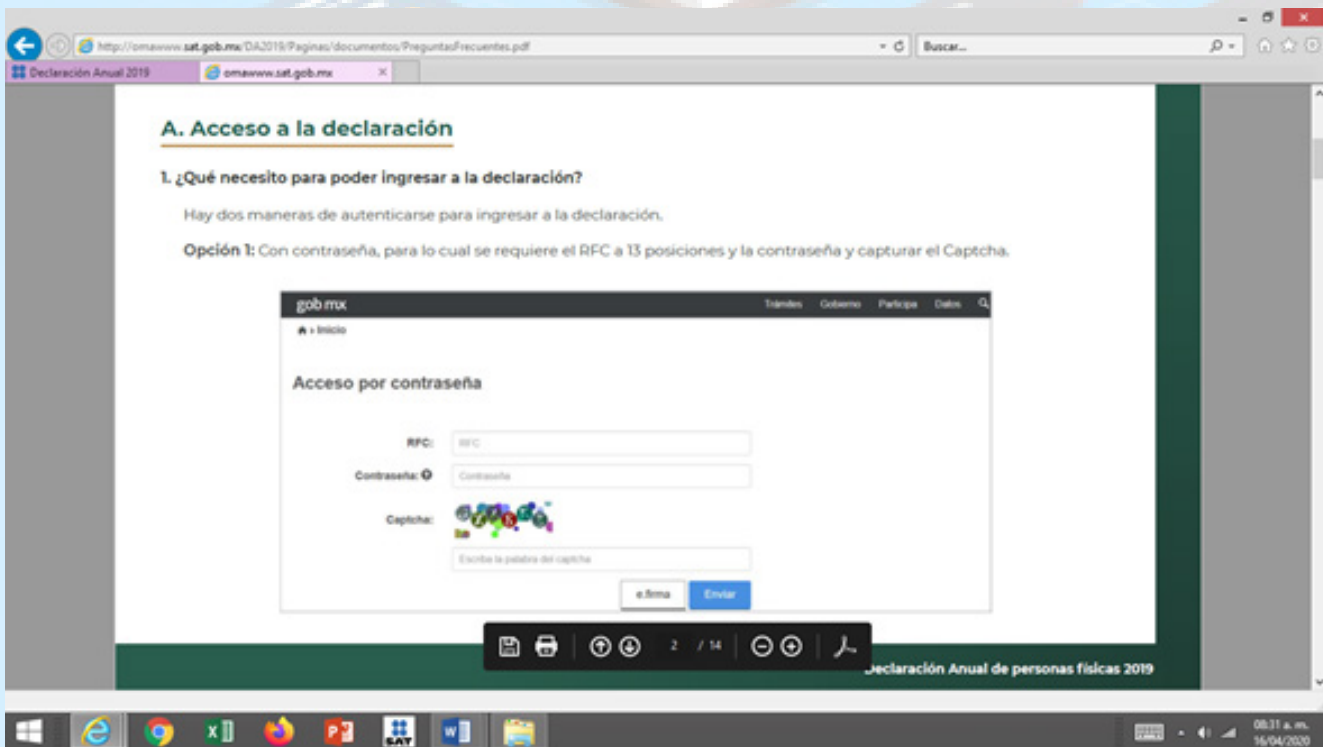 http://omawww.sat.gob.mx/DA2019/Paginas/documentos/PreguntasFrecuentes.pdf
Buscar...
Declaración Anual 2019
omawww.sat.gob.mx
A. Acceso a la declaración
1. ¿Qué necesito para poder ingresar a la declaración?
Hay dos maneras de autenticarse para ingresar a la declaración.
Opción 1: Con contraseña, para lo cual se requiere el RFC a 13 posiciones y la contraseña y capturar el Captcha.
gob mx
Trámites Gobierno Participa Datos
> Inicio
Acceso por contraseña
RFC: RFC
Contraseña: Contraseña
Captcha:
Escribe la palabra del captcha
e.firma Enviar
2 / 14
Declaración Anual de personas físicas 2019
SAT
08:31 a. m.
16/04/2020